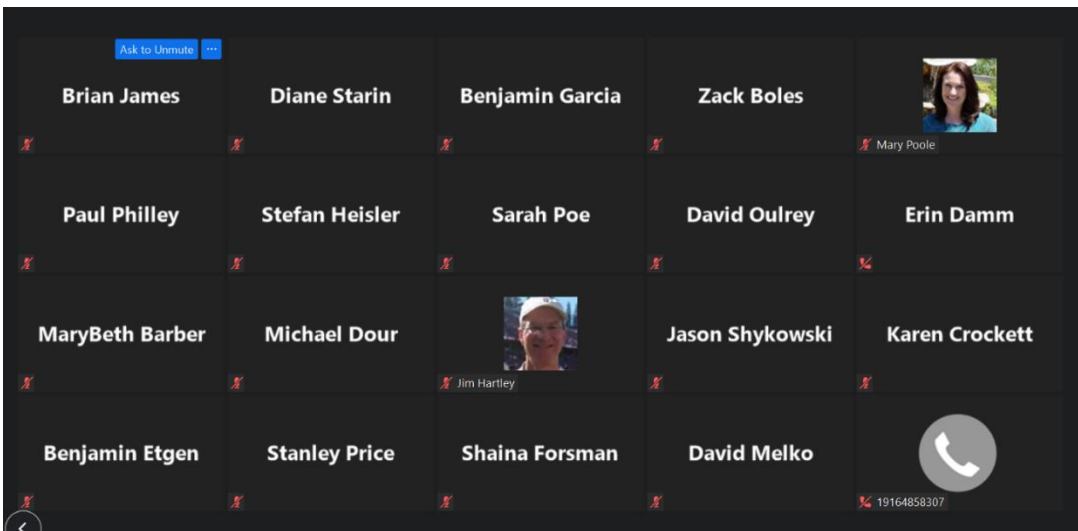 Ask to Unmute ...
Brian James
Diane Starin
Benjamin Garcia
Zack Boles
Mary Poole
Paul Philley
Stefan Heisler
Sarah Poe
David Oulrey
Erin Damm
MaryBeth Barber
Michael Dour
Jim Hartley
Jason Shykowski
Karen Crockett
Benjamin Etgen
Stanley Price
Shaina Forsman
David Melko
19164858307